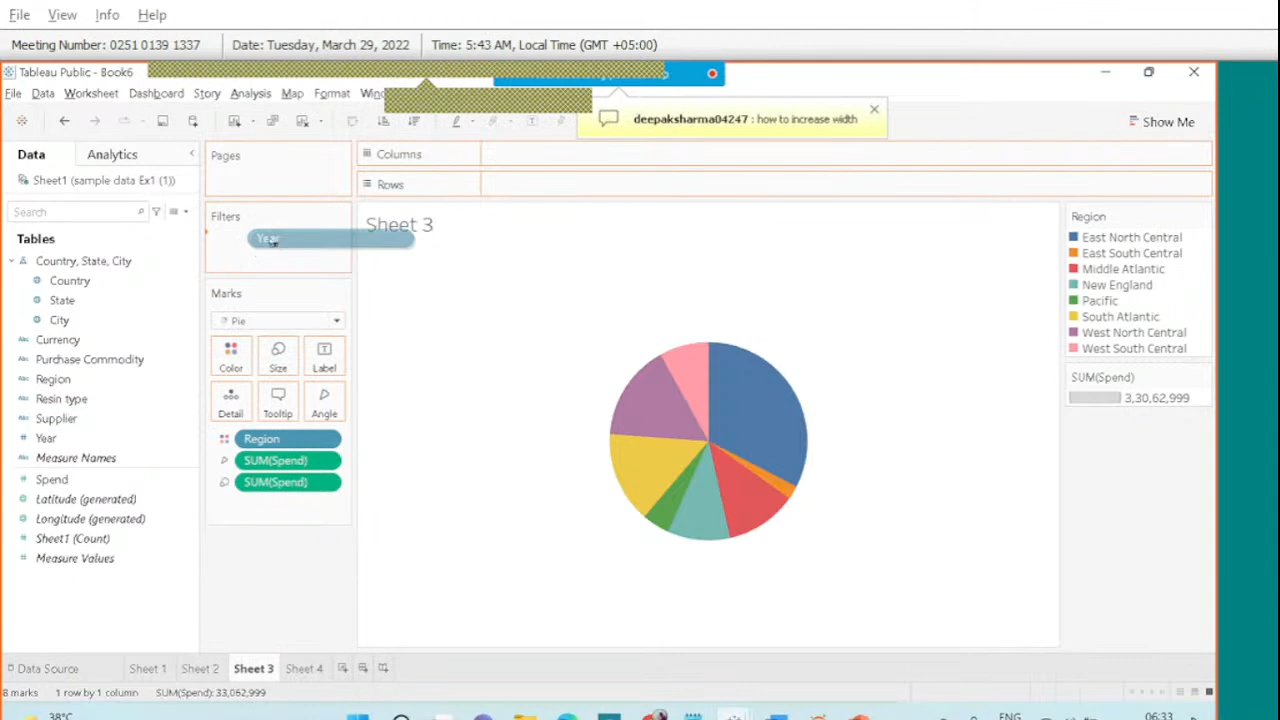 File View Info Help
Meeting Number: 0251 0139 1337 Date: Tuesday, March 29, 2022 Time: 5:43 AM, Local Time (GMT +05:00)
Tableau Public - Book6
File Data Worksheet Dashboard Story Analysis Map Format
deepaksharma04247 : how to increase width
Show Me
Data Analytics
Pages
Columns
Sheet1 (sample data Ex1 (1))
Rows
Search
Filters
Sheet 3
Region
Year
Tables
East North Central
Country, State, City
East South Central
Country
Middle Atlantic
State
Marks
New England
City
Pie
Pacific
Currency
South Atlantic
Purchase Commodity
West North Central
Region
Color Size Label
West South Central
Resin type
SUM(Spend)
Supplier
Detail Tooltip Angle
3,30,62,999
Year
Region
Measure Names
SUM(Spend)
Spend
SUM(Spend)
Latitude (generated)
Longitude (generated)
Sheet1 (Count)
Measure Values
Data Source Sheet 1 Sheet 2 Sheet 3 Sheet 4
8 marks 1 row by 1 column SUM(Spend): 33,062,999
38°C
ENG
06:33